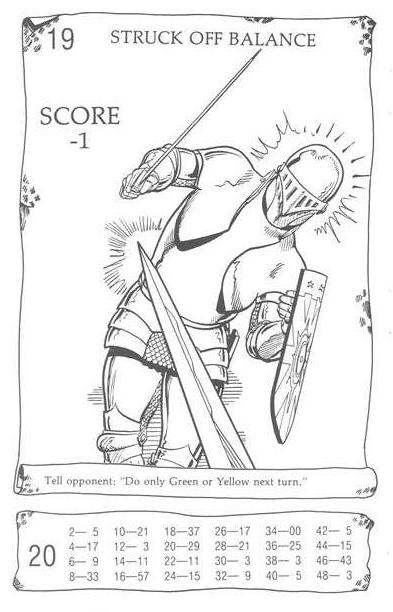 19 STRUCK OFF BALANCE
SCORE
-1
Tell opponent: "Do only Green or Yellow next turn."
20
2— 5 10—21 18—37 26—17 34—00 42— 5
4—17 12— 3 20—29 28—21 36—25 44—15
6— 9 14—11 22—11 30— 3 38— 3 46—43
8—33 16—57 24—15 32— 9 40— 5 48— 3